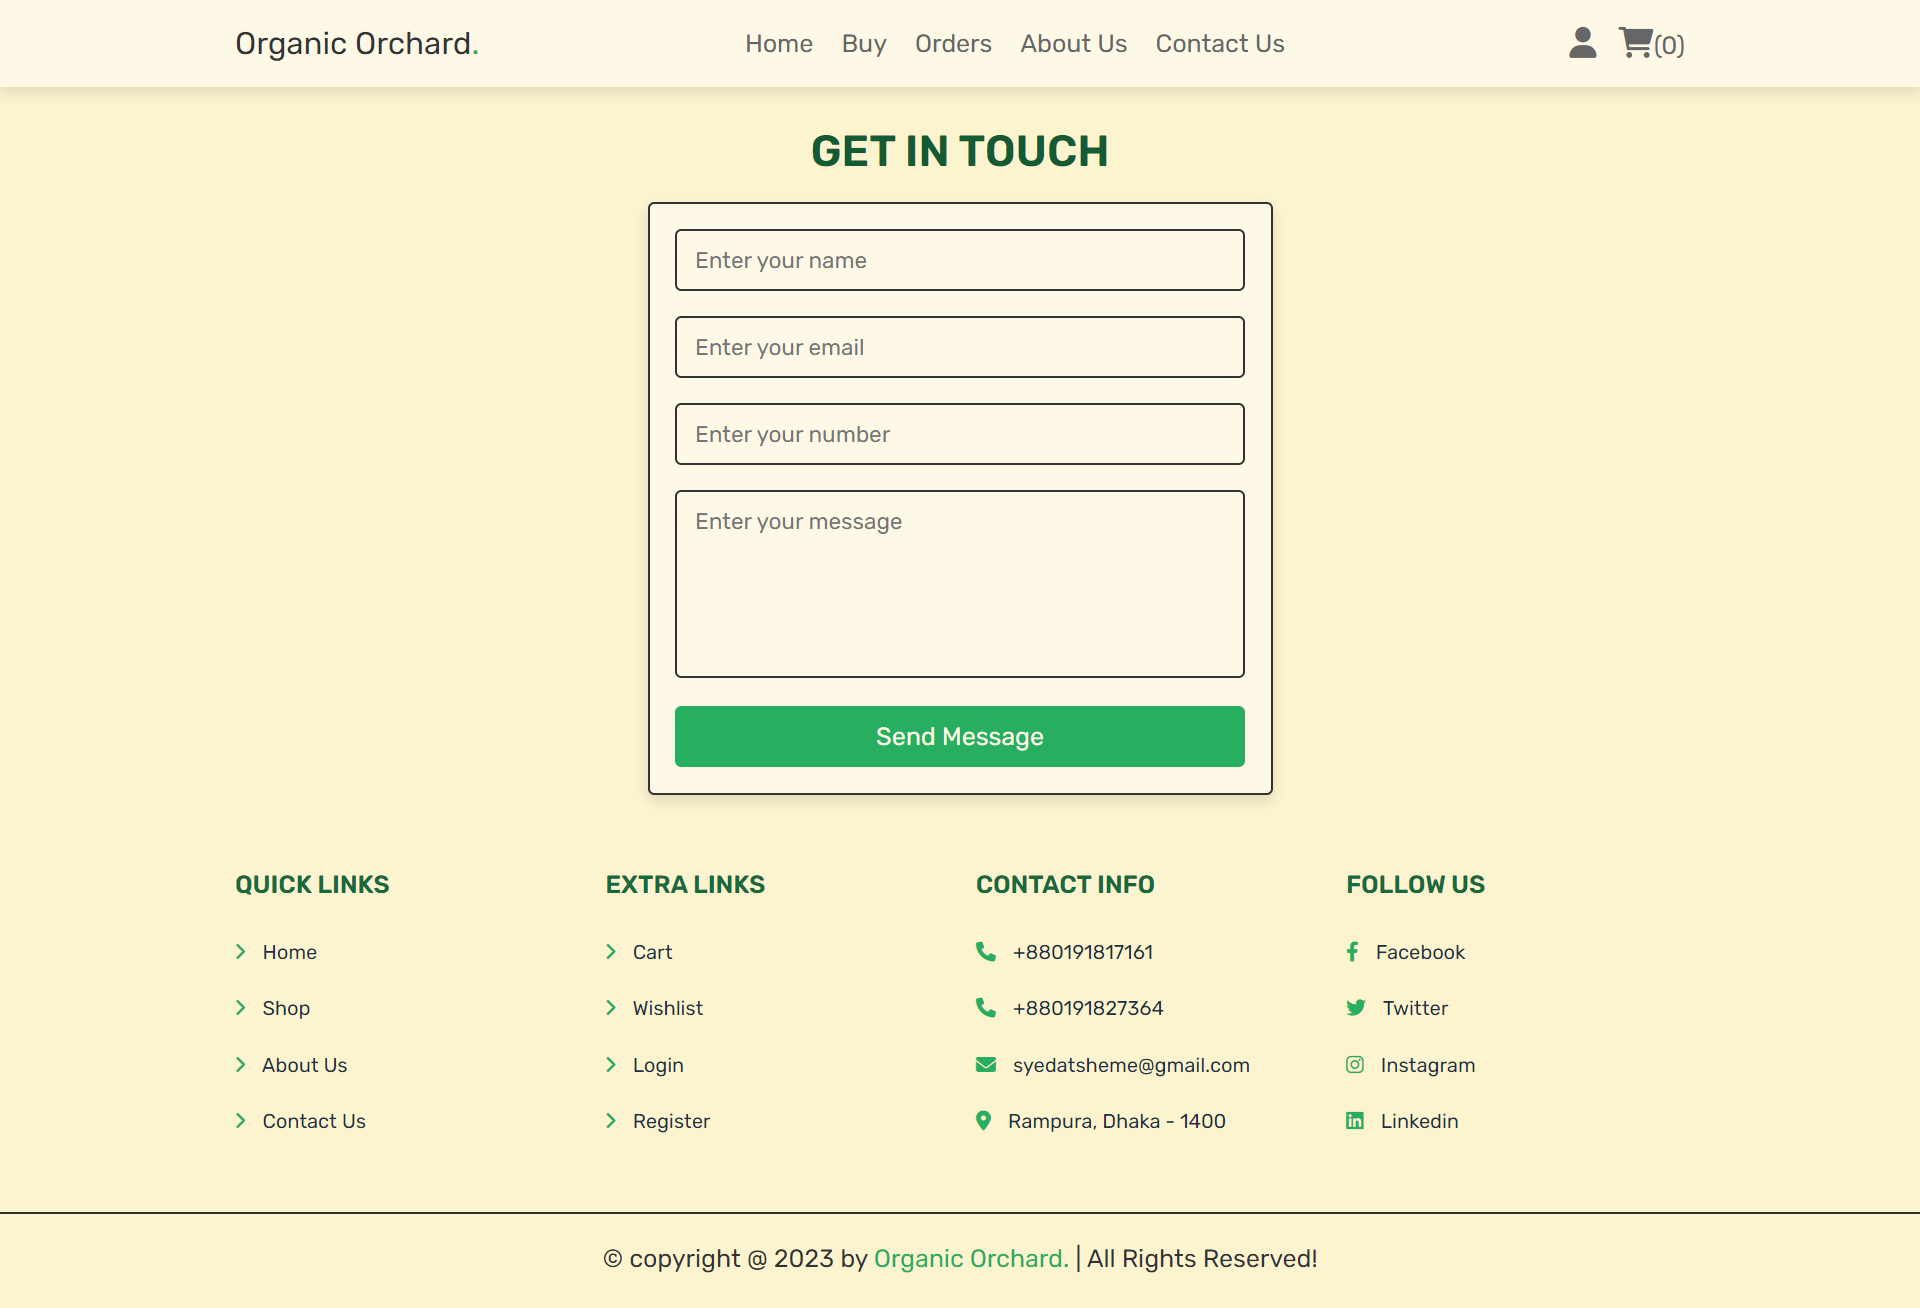 Organic Orchard.
Home Buy Orders About Us Contact Us
(0)
GET IN TOUCH
Enter your name
Enter your email
Enter your number
Enter your message
Send Message
QUICK LINKS
Home
Shop
About Us
Contact Us
EXTRA LINKS
Cart
Wishlist
Login
Register
CONTACT INFO
+880191817161
+880191827364
syedatsheme@gmail.com
Rampura, Dhaka - 1400
FOLLOW US
Facebook
Twitter
Instagram
Linkedin
© copyright @ 2023 by Organic Orchard. | All Rights Reserved!